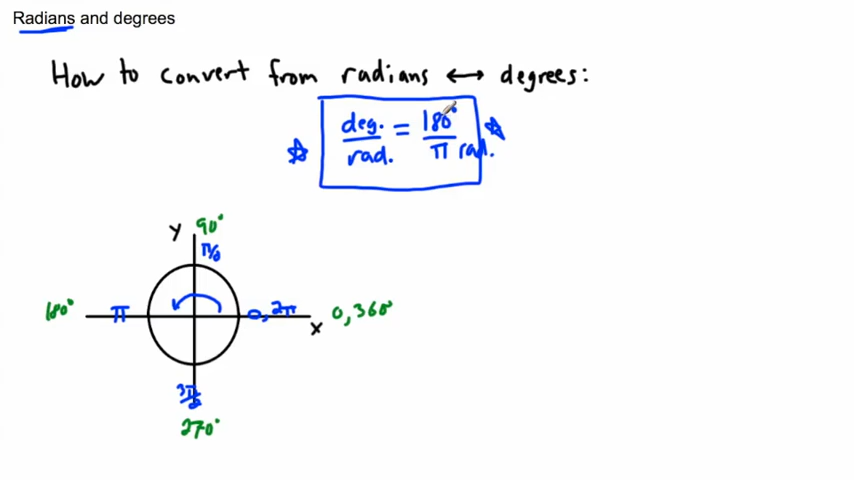 Radians and degrees
How to convert from radians ↔ degrees:
☆ deg./rad. = 180°/π rad. ☆
y 90°
π/2
180° π 0, 2π x 0, 360°
3π/2
270°